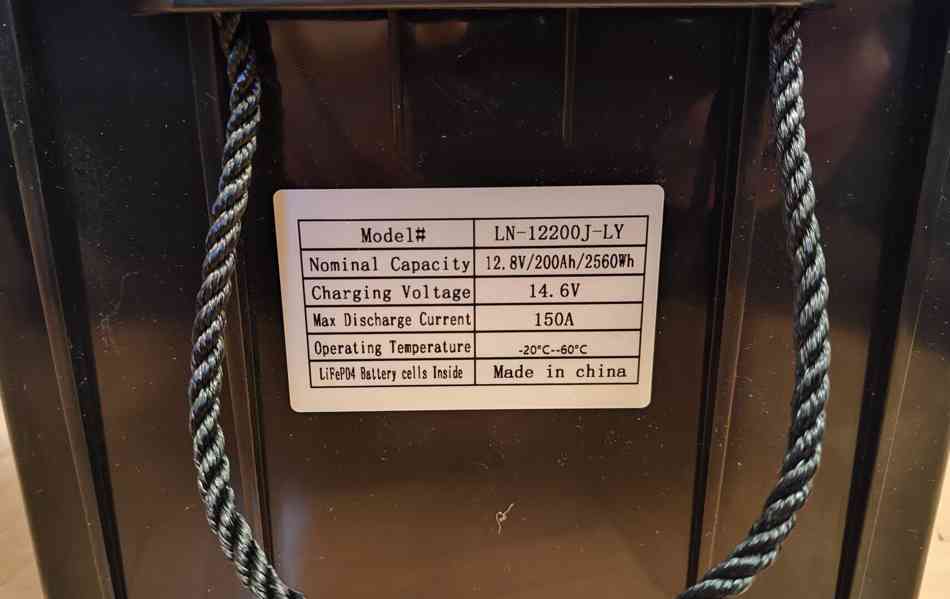 Model# LN-12200J-LY
Nominal Capacity 12.8V/200Ah/2560Wh
Charging Voltage 14.6V
Max Discharge Current 150A
Operating Temperature -20°C--60°C
LiFePO4 Battery cells Inside Made in china